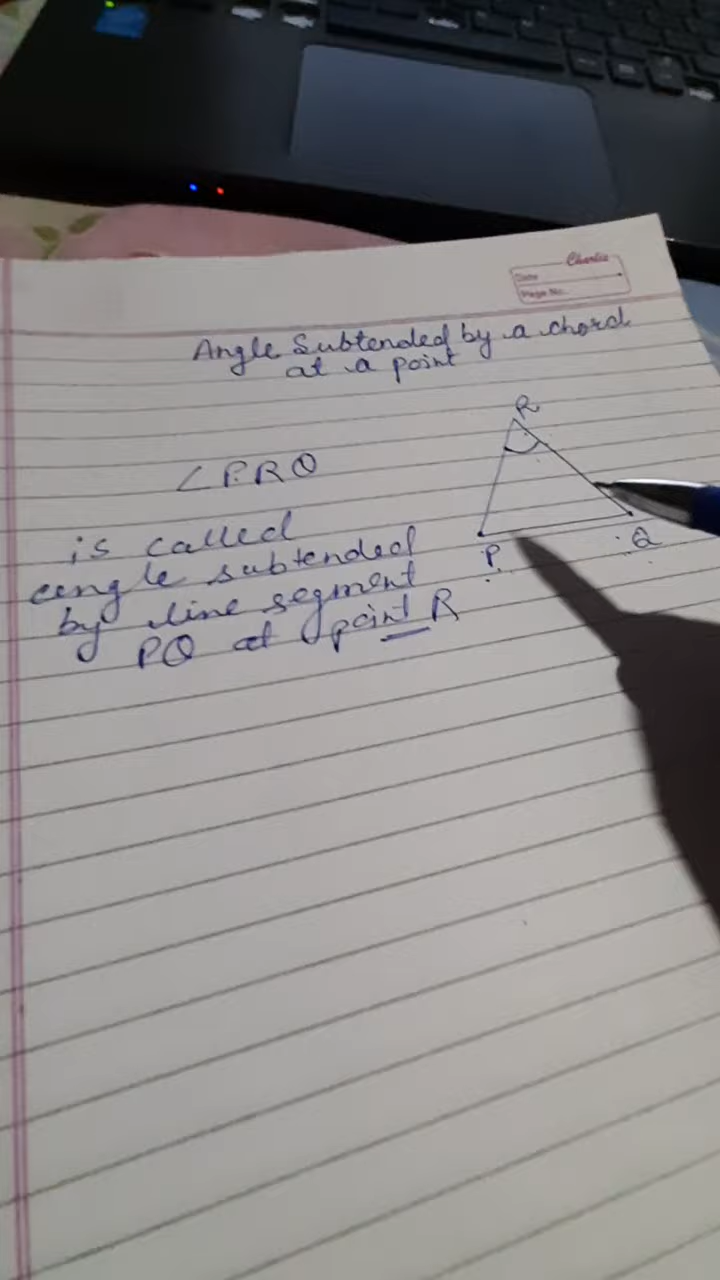 Charlie
Date
Page No.
Angle Subtended by a chord
at a point
R
∠PRQ
P
Q
is called
angle subtended
by line segment
PQ at point R